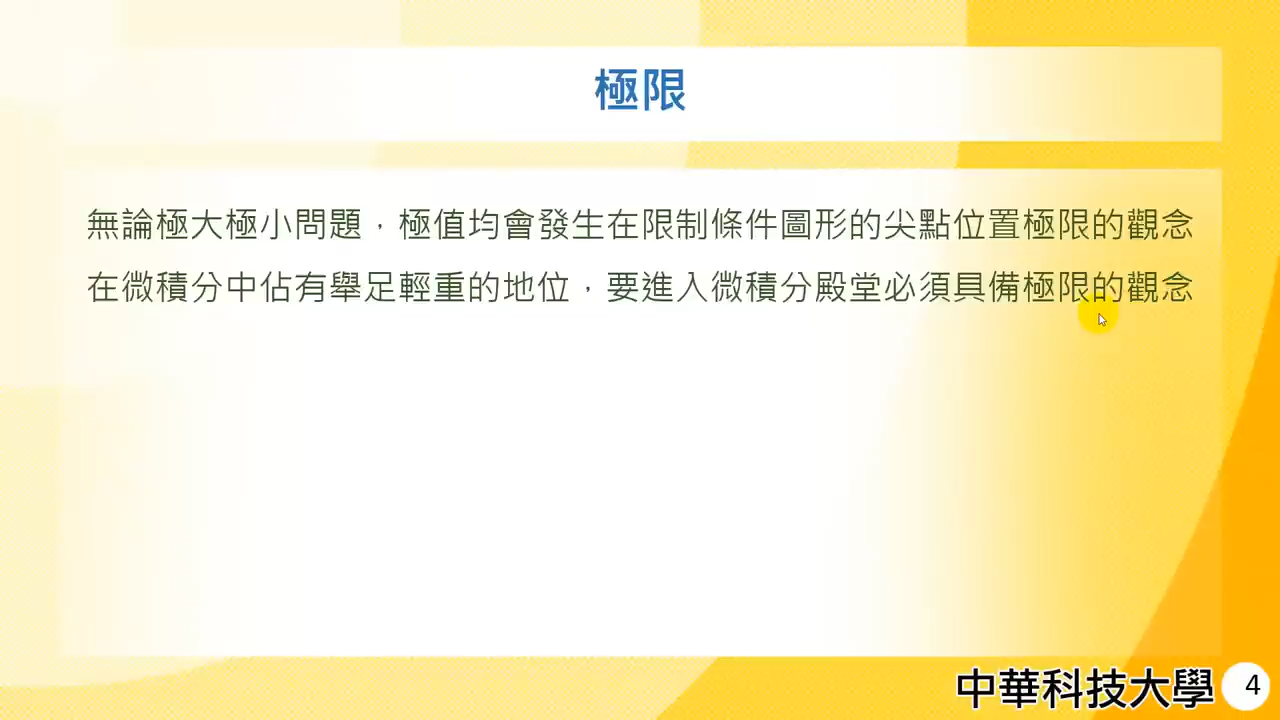 極限
無論極大極小問題，極值均會發生在限制條件圖形的尖點位置極限的觀念
在微積分中佔有舉足輕重的地位，要進入微積分殿堂必須具備極限的觀念
中華科技大學
4